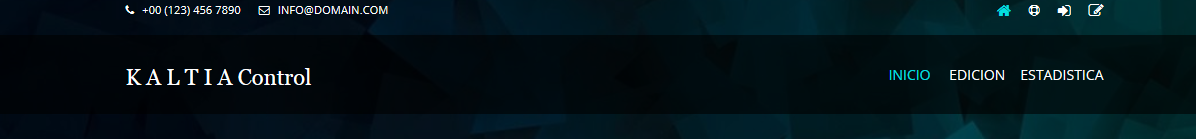 +00 (123) 456 7890 INFO@DOMAIN.COM
K A L T I A Control
INICIO EDICION ESTADISTICA